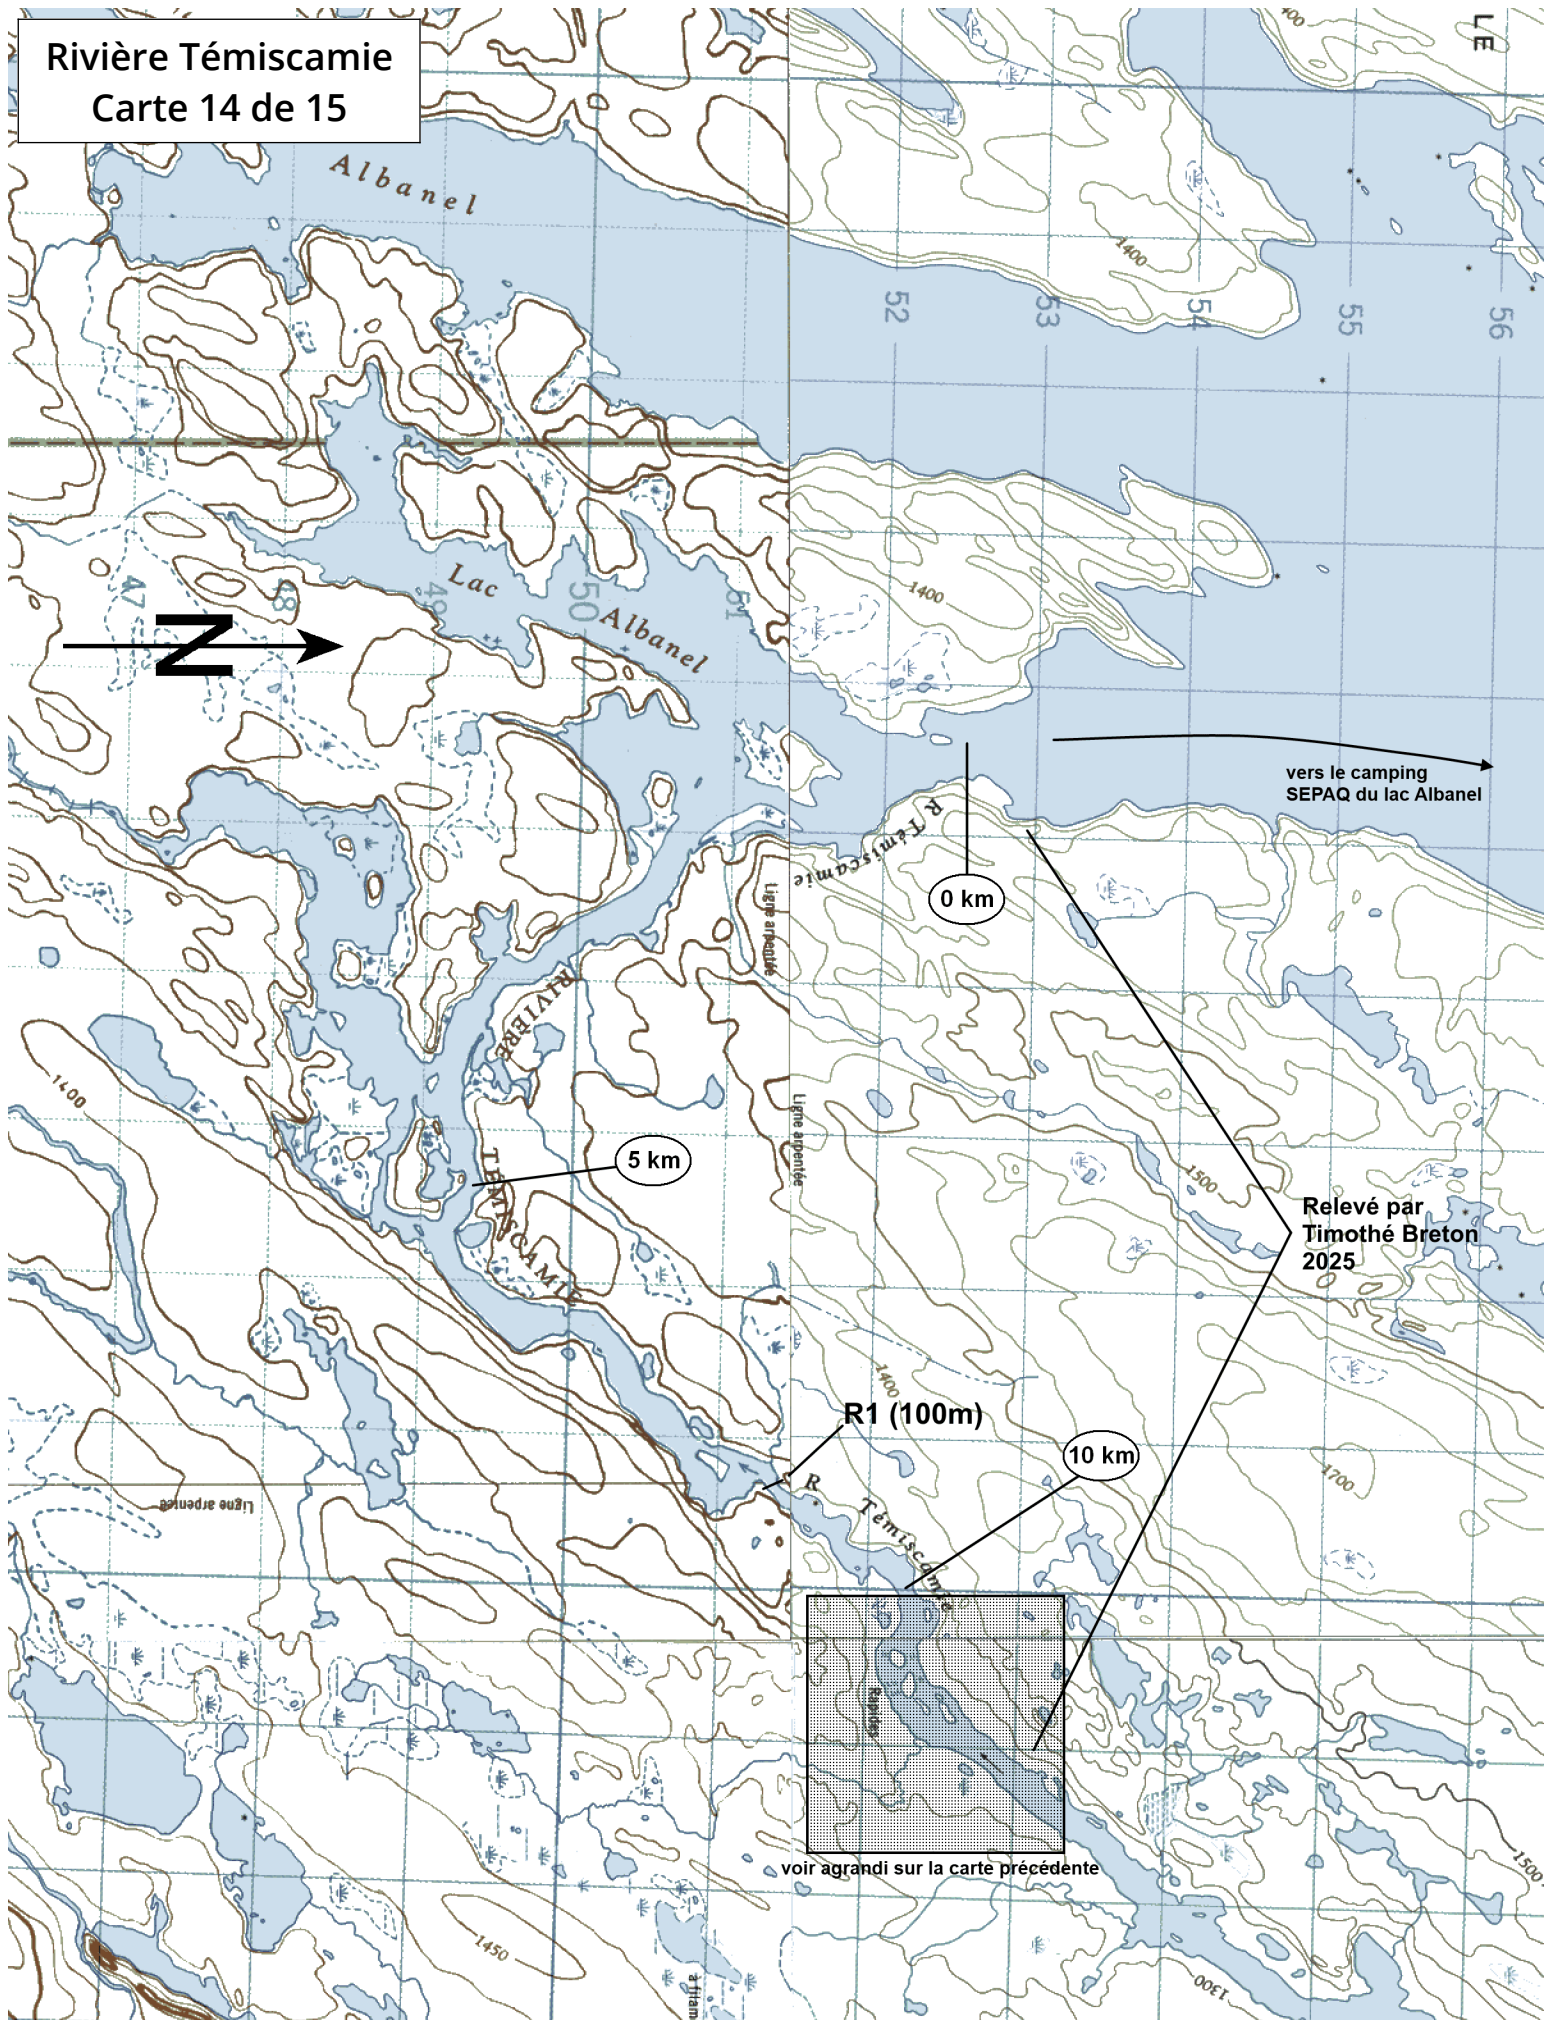 Rivière Témiscamie
Carte 14 de 15
LE
400
Albanel
1400
52
53
54
55
56
Lac
Albanel
1400
47
48
49
50
51
N
vers le camping
SEPAQ du lac Albanel
R Témiscamie
0 km
Ligne arpentée
RIVIÈRE
1400
Ligne arpentée
5 km
TÉMISCAMIE
1500
Relevé par
Timothé Breton
2025
1400
R1 (100m)
10 km
1700
R Témiscamie
Ligne arpentée
Rapides
voir agrandi sur la carte précédente
1500
1450
1300